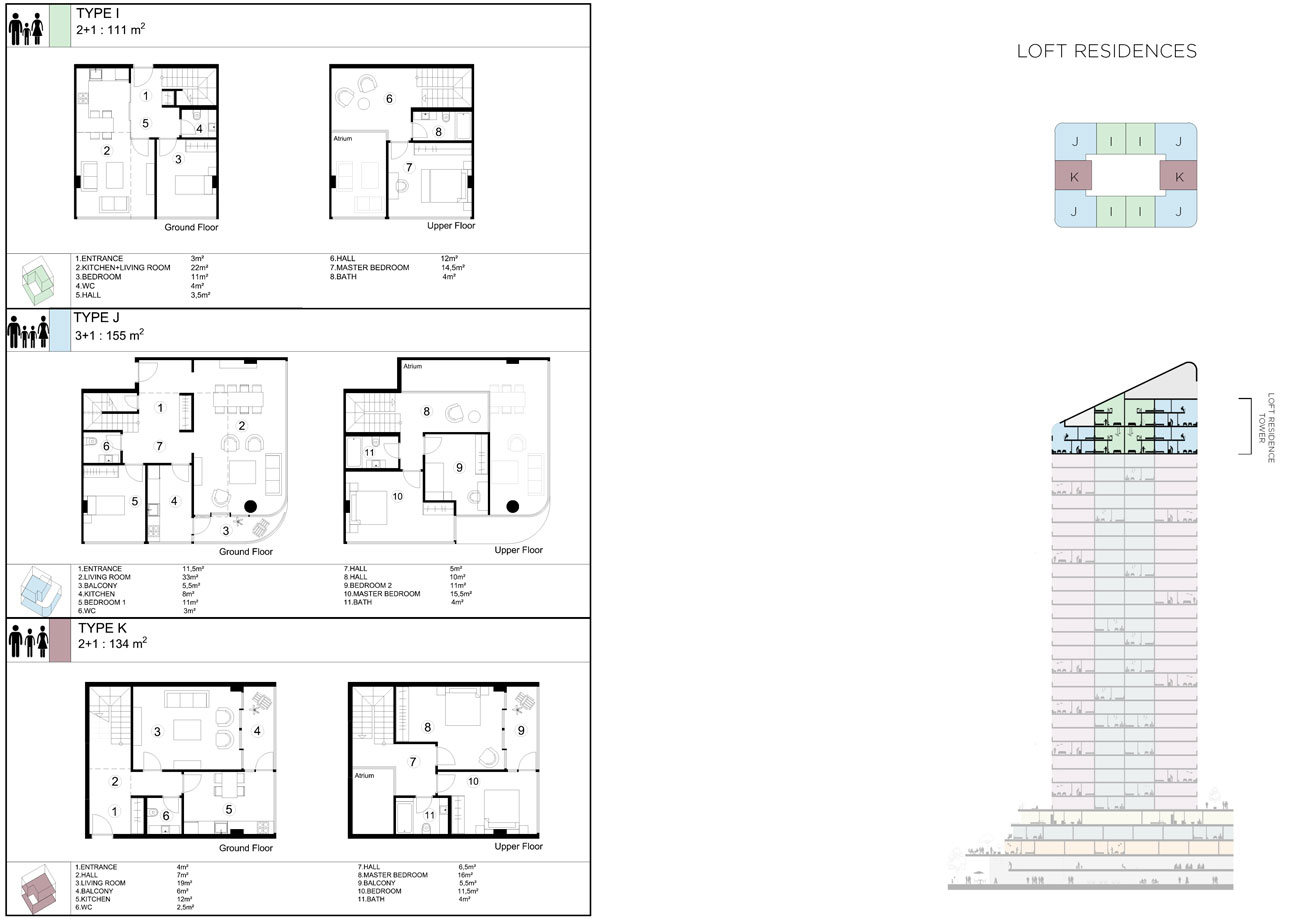 TYPE I
2+1 : 111 m²
1
5
2
4
3
Ground Floor
6
8
Atrium
7
Upper Floor
1.ENTRANCE 3m²
2.KITCHEN+LIVING ROOM 22m²
3.BEDROOM 11m²
4.WC 4m²
5.HALL 3,5m²
6.HALL 12m²
7.MASTER BEDROOM 14,5m²
8.BATH 4m²
TYPE J
3+1 : 155 m²
1
2
6
7
5
4
3
Ground Floor
Atrium
8
11
9
10
Upper Floor
1.ENTRANCE 11,5m²
2.LIVING ROOM 33m²
3.BALCONY 5,5m²
4.KITCHEN 8m²
5.BEDROOM 1 11m²
6.WC 3m²
7.HALL 5m²
8.HALL 10m²
9.BEDROOM 2 11m²
10.MASTER BEDROOM 15,5m²
11.BATH 4m²
TYPE K
2+1 : 134 m²
3
4
2
1
6
5
Ground Floor
8
9
7
Atrium
10
11
Upper Floor
1.ENTRANCE 4m²
2.HALL 7m²
3.LIVING ROOM 19m²
4.BALCONY 6m²
5.KITCHEN 12m²
6.WC 2,5m²
7.HALL 6,5m²
8.MASTER BEDROOM 16m²
9.BALCONY 5,5m²
10.BEDROOM 11,5m²
11.BATH 4m²
LOFT RESIDENCES
J I I J
K K
J I I J
LOFT RESIDENCE
TOWER